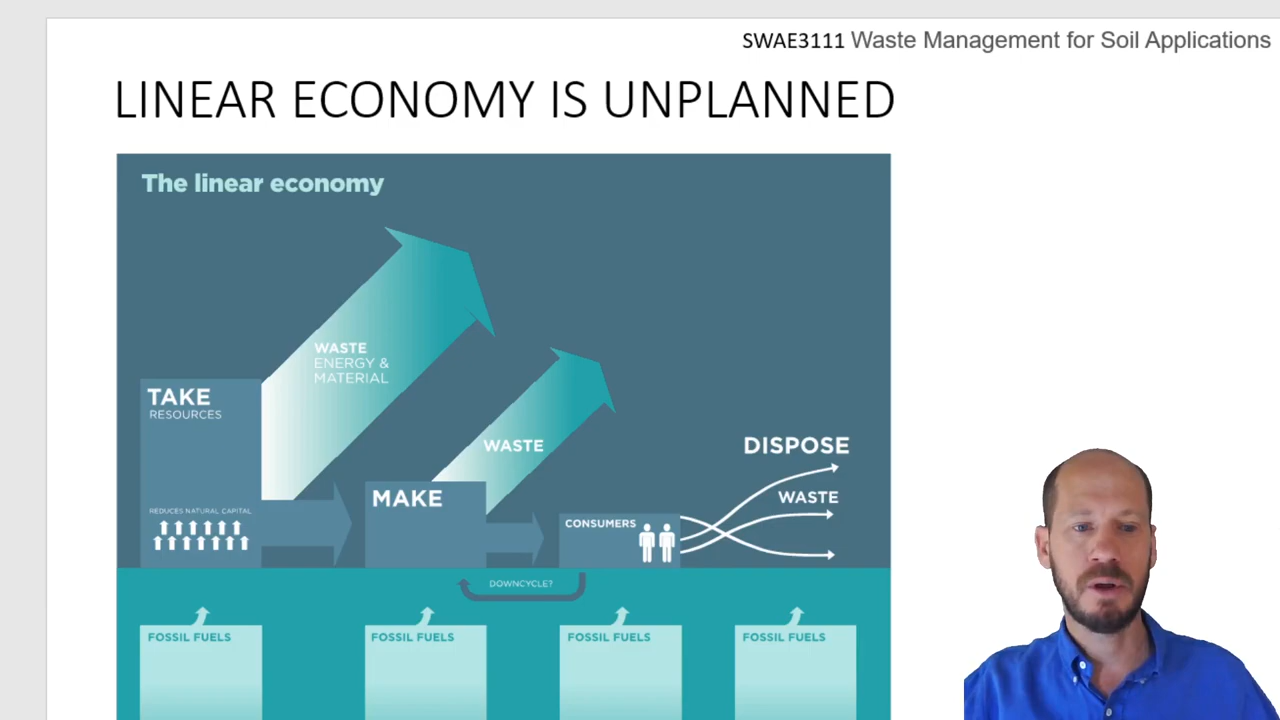 SWAE3111 Waste Management for Soil Applications
LINEAR ECONOMY IS UNPLANNED
The linear economy
WASTE
ENERGY &
MATERIAL
TAKE
RESOURCES
WASTE
DISPOSE
WASTE
MAKE
REDUCES NATURAL CAPITAL
CONSUMERS
DOWNCYCLE?
FOSSIL FUELS
FOSSIL FUELS
FOSSIL FUELS
FOSSIL FUELS